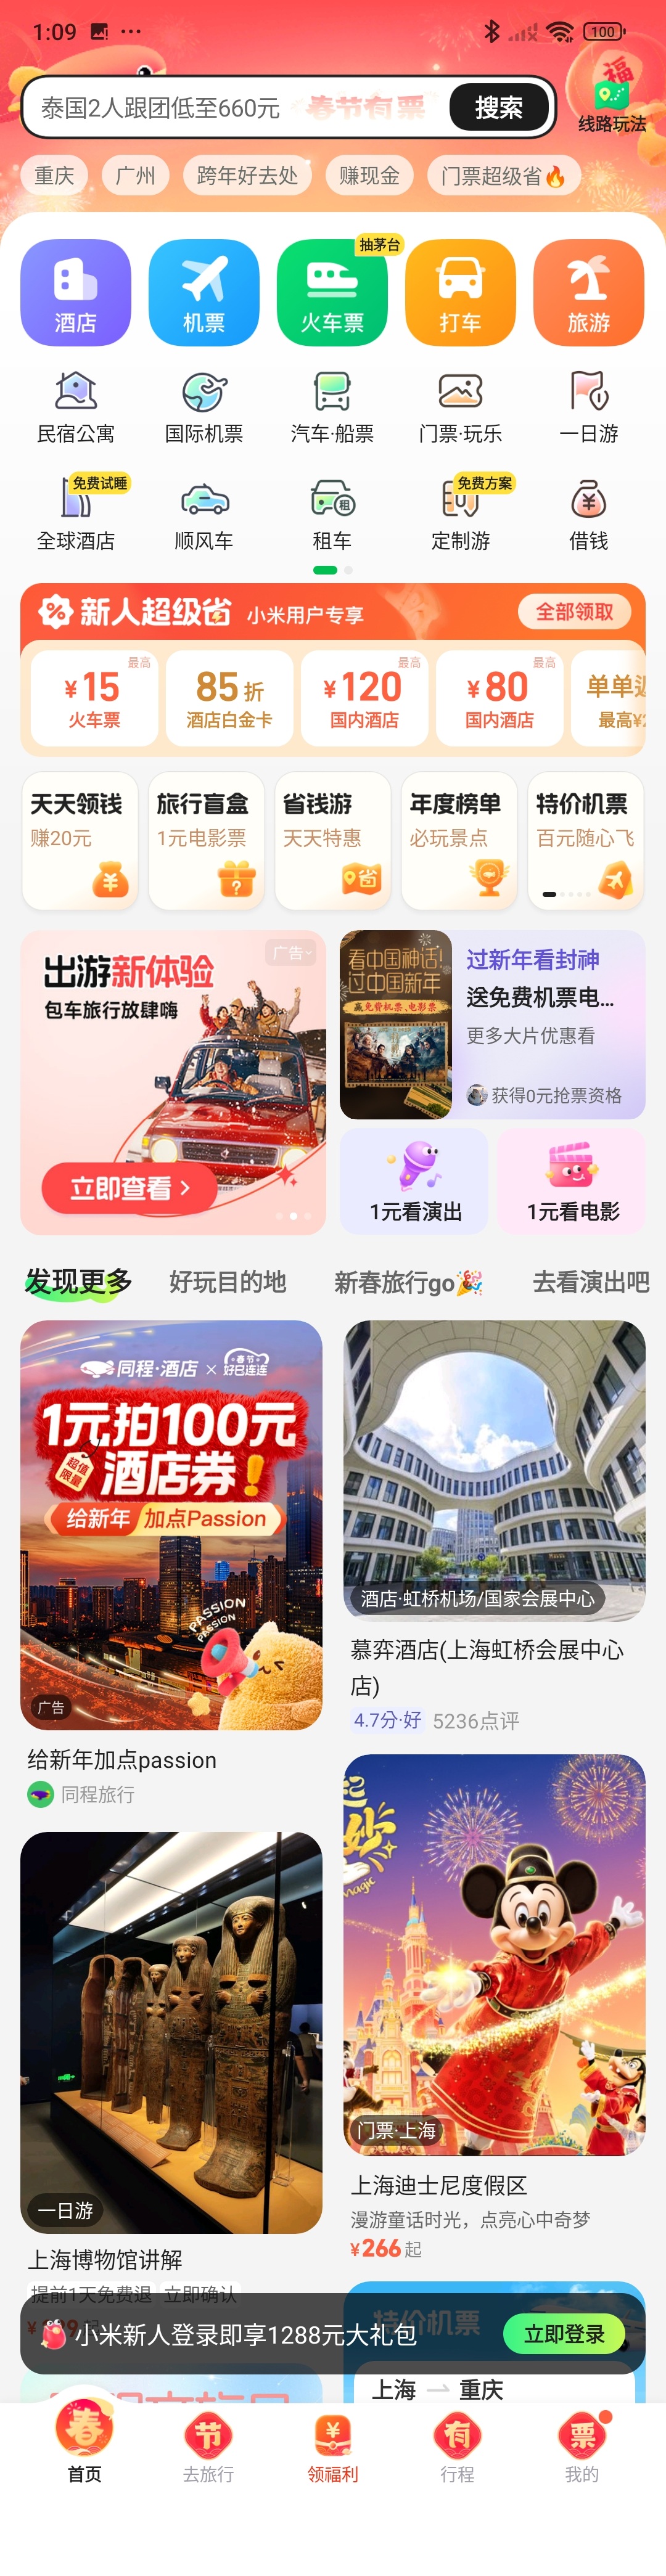 1:09
100
福
泰国2人跟团低至660元
春节有票
搜索
线路玩法
重庆
广州
跨年好去处
赚现金
门票超级省🔥
抽茅台
酒店
机票
火车票
打车
旅游
民宿公寓
国际机票
汽车·船票
门票·玩乐
一日游
免费试睡
免费方案
租
全球酒店
顺风车
租车
定制游
借钱
新人超级省
小米用户专享
全部领取
最高
¥15
火车票
85折
酒店白金卡
最高
¥120
国内酒店
最高
¥80
国内酒店
单单
最高¥
天天领钱
赚20元
旅行盲盒
1元电影票
省钱游
天天特惠
省
年度榜单
必玩景点
特价机票
百元随心飞
广告
出游新体验
包车旅行放肆嗨
立即查看
看中国神话!
过中国新年
赢免费机票、电影票
过新年看封神
送免费机票电...
更多大片优惠看
获得0元抢票资格
1元看演出
1元看电影
发现更多
好玩目的地
新春旅行go🎉
去看演出吧
同程·酒店 × 春节 好巴连连
1元拍100元
超值
限量
酒店券!
给新年 加点Passion
PASSION
PASSION
广告
给新年加点passion
同程旅行
酒店·虹桥机场/国家会展中心
慕弈酒店(上海虹桥会展中心
店)
4.7分·好 5236点评
妙
magic
门票·上海
上海迪士尼度假区
漫游童话时光，点亮心中奇梦
¥266起
一日游
上海博物馆讲解
提前1天免费退 立即确认
特价机票
小米新人登录即享1288元大礼包
立即登录
上海
重庆
春
节
有
票
首页
去旅行
领福利
行程
我的